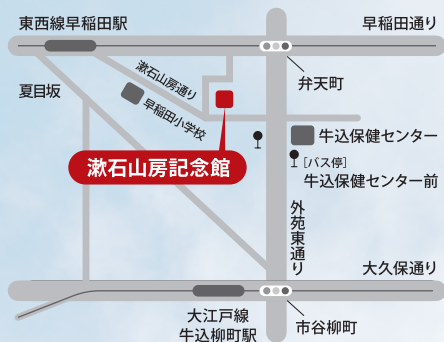 東西線早稲田駅
早稲田通り
夏目坂
漱石山房通り
早稲田小学校
弁天町
牛込保健センター
[バス停]
牛込保健センター前
漱石山房記念館
外苑東通り
大久保通り
大江戸線
牛込柳町駅
市谷柳町